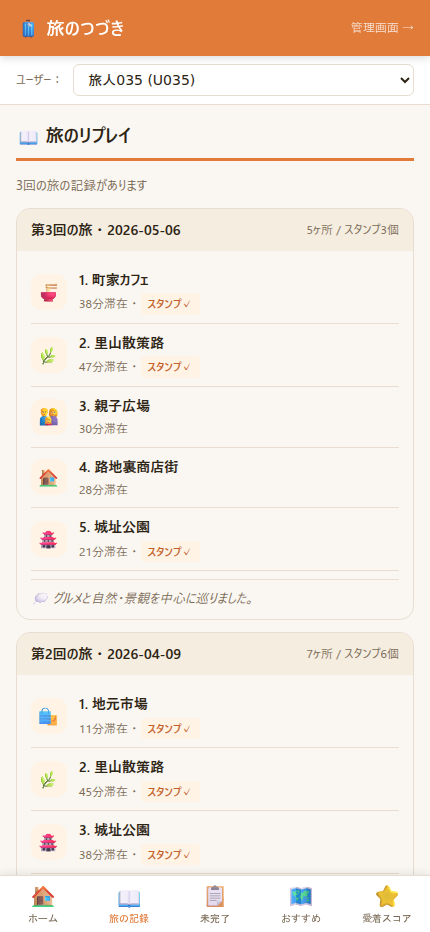 旅のつづき
管理画面 →
ユーザー： 旅人035 (U035)
旅のリプレイ
3回の旅の記録があります
第3回の旅・2026-05-06 5ヶ所 / スタンプ3個
1. 町家カフェ
38分滞在・ スタンプ✓
2. 里山散策路
47分滞在・ スタンプ✓
3. 親子広場
30分滞在
4. 路地裏商店街
28分滞在
5. 城址公園
21分滞在・ スタンプ✓
グルメと自然・景観を中心に巡りました。
第2回の旅・2026-04-09 7ヶ所 / スタンプ6個
1. 地元市場
11分滞在・ スタンプ✓
2. 里山散策路
45分滞在・ スタンプ✓
3. 城址公園
38分滞在・ スタンプ✓
ホーム 旅の記録 未完了 おすすめ 愛着スコア